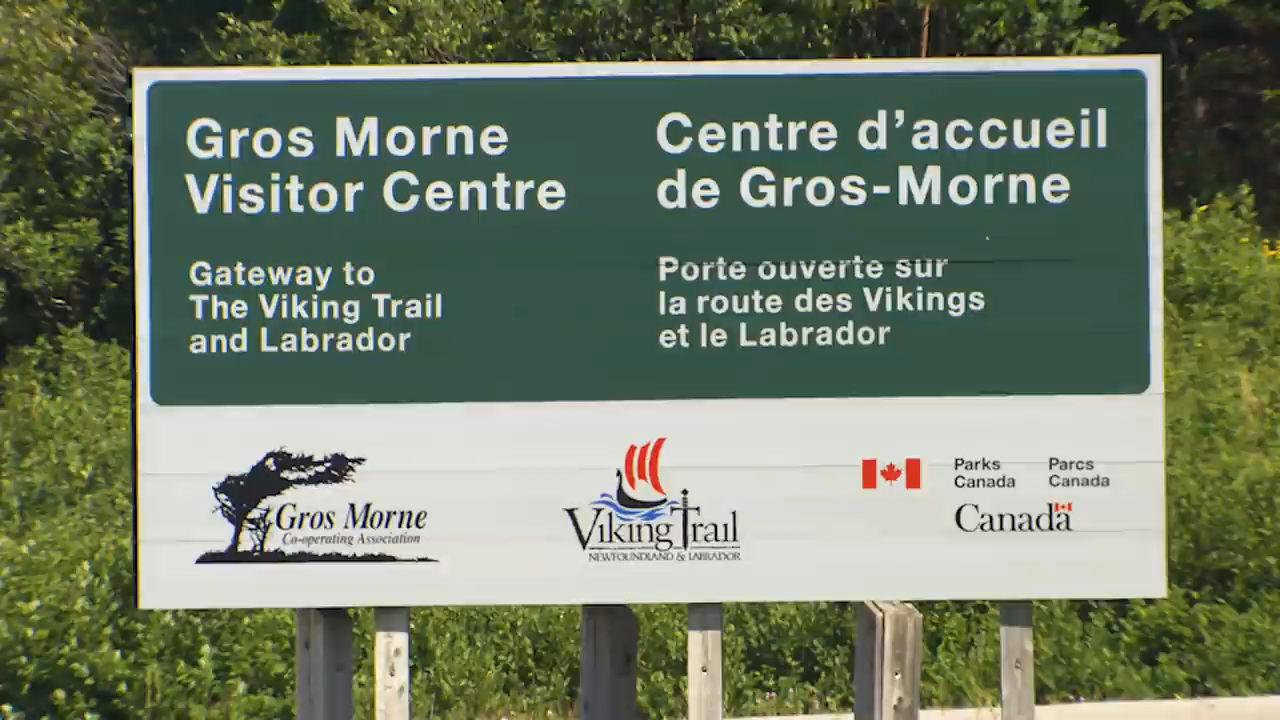 Gros Morne
Visitor Centre
Gateway to
The Viking Trail
and Labrador
Centre d'accueil
de Gros-Morne
Porte ouverte sur
la route des Vikings
et le Labrador
Gros Morne
Co-operating Association
Viking Trail
NEWFOUNDLAND & LABRADOR
Parks
Canada
Parcs
Canada
Canada